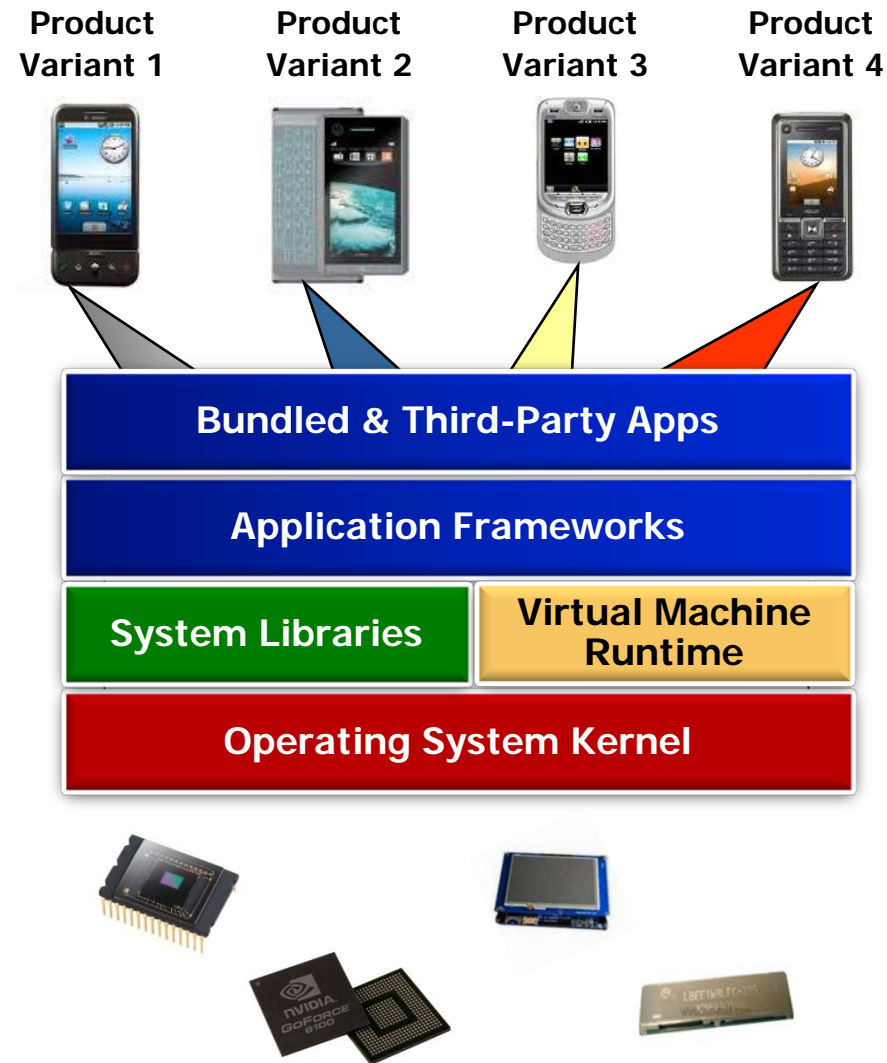 Product
Variant 1
Product
Variant 2
Product
Variant 3
Product
Variant 4
Bundled & Third-Party Apps
Application Frameworks
System Libraries
Virtual Machine
Runtime
Operating System Kernel
nVIDIA
GEFORCE
6100